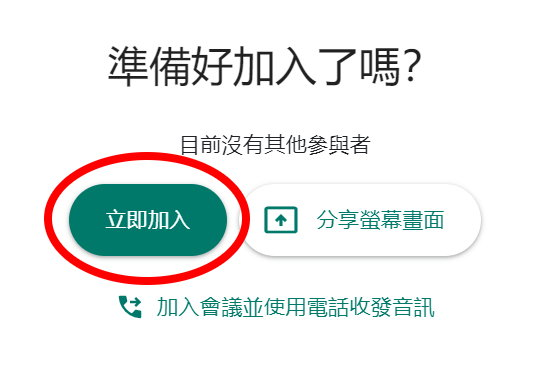 準備好加入了嗎？
目前沒有其他參與者
立即加入
分享螢幕畫面
加入會議並使用電話收發音訊